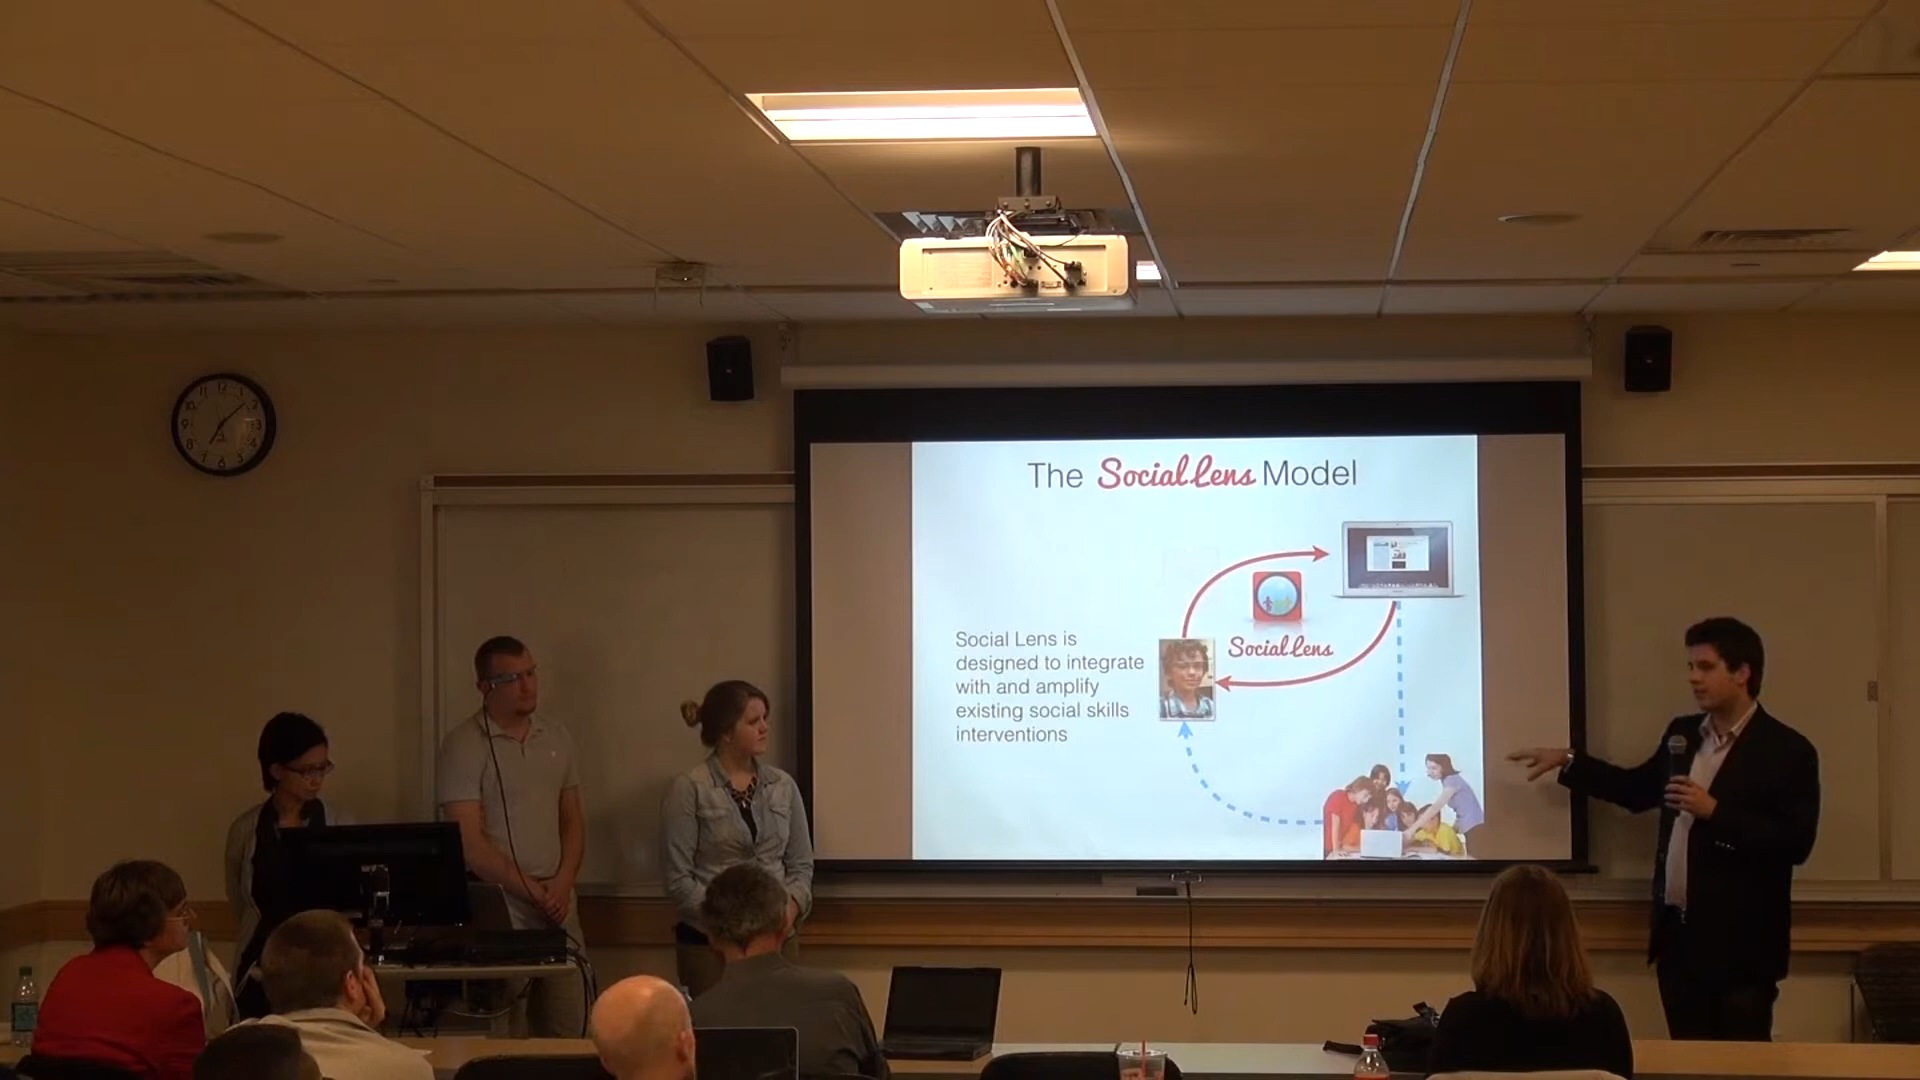 The Social Lens Model
Social Lens is
designed to integrate
with and amplify
existing social skills
interventions
Social Lens